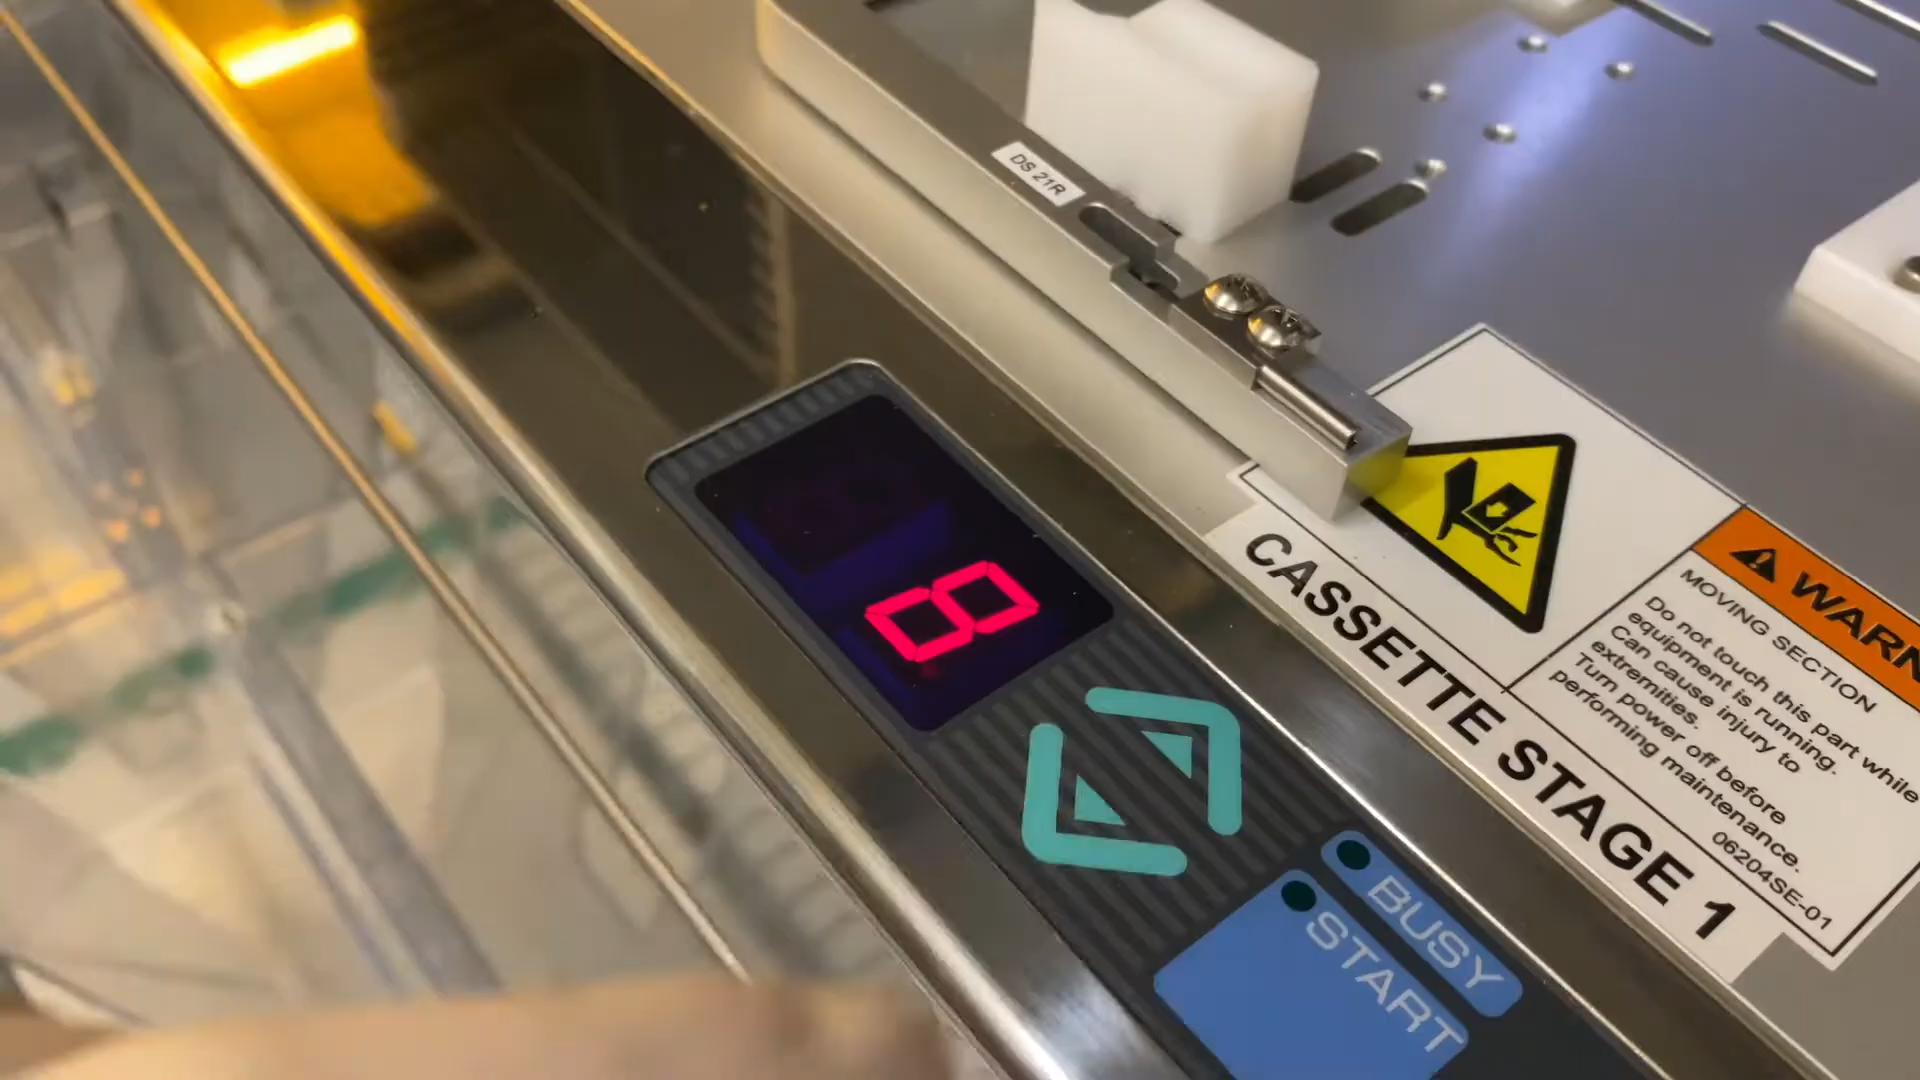 DS 21R
8
BUSY
START
CASSETTE STAGE 1
WARN
MOVING SECTION
Do not touch this part while
equipment is running.
Can cause injury to
extremities.
Turn power off before
performing maintenance.
06204SE-01